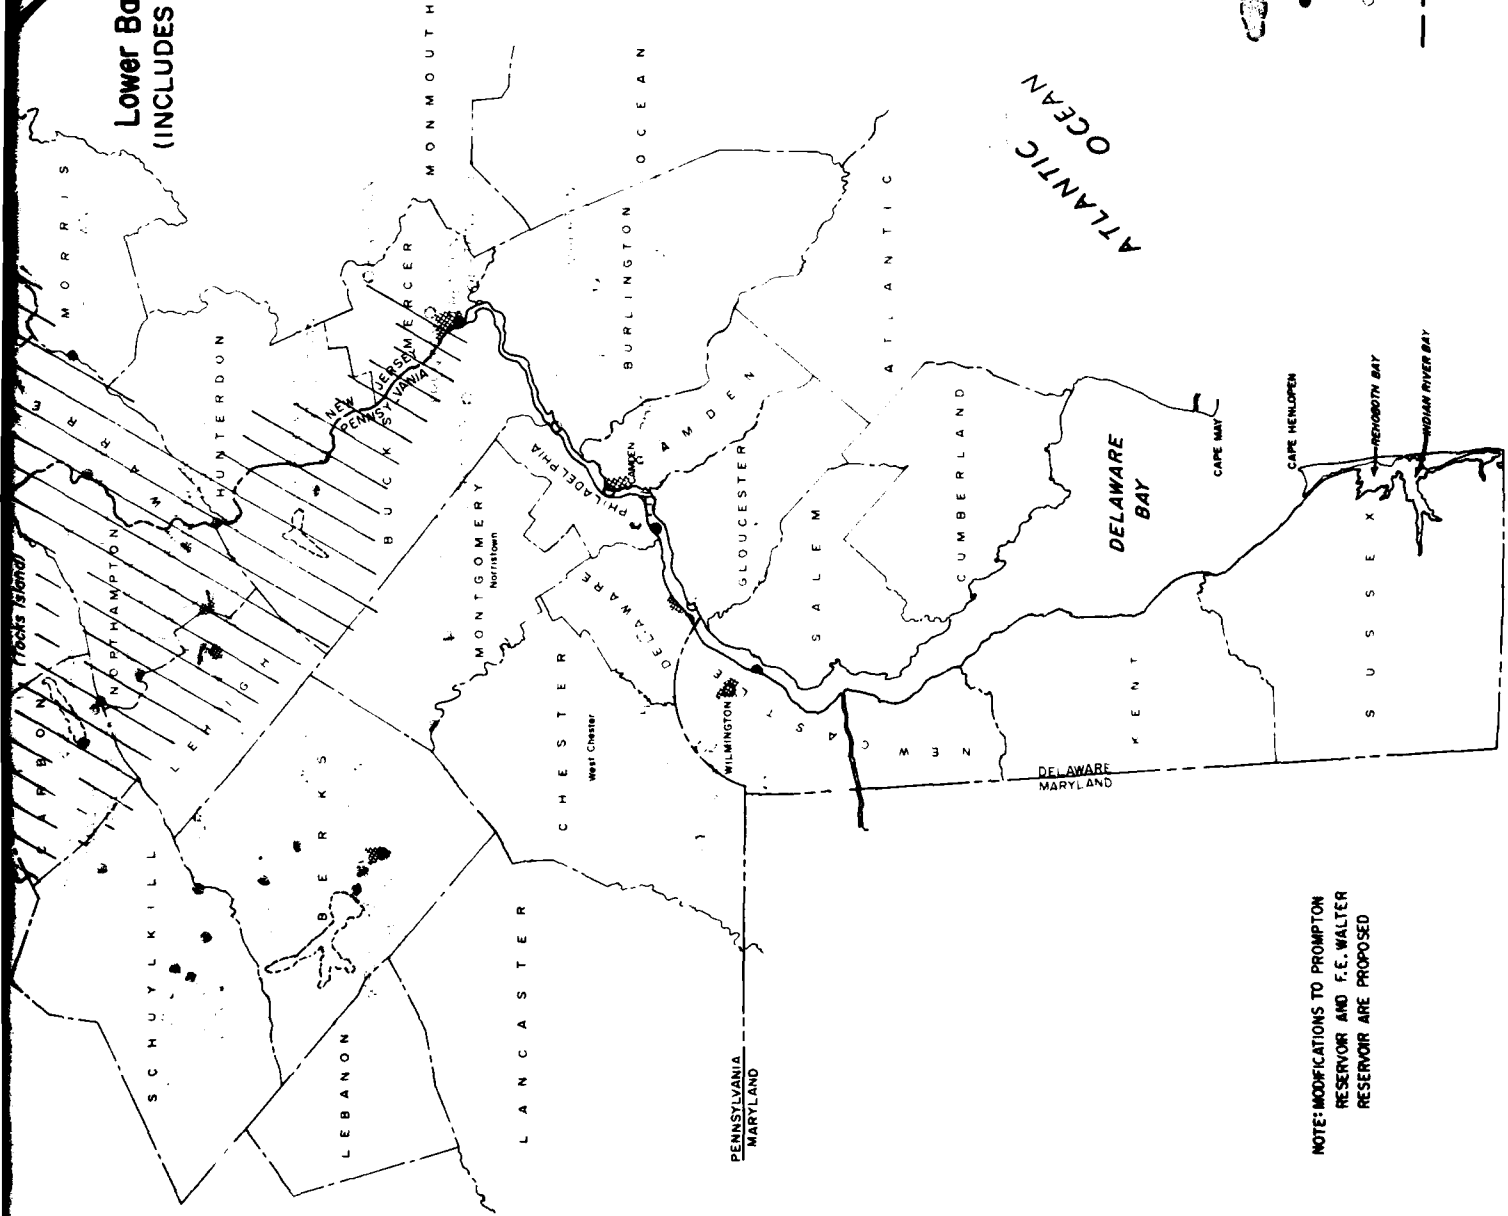 Lower Ba
(INCLUDES
(Tocks Island)
MORRIS
MONMOUTH
WARREN
HUNTERDON
MERCER
NEW JERSEY
PENNSYLVANIA
OCEAN
BURLINGTON
ATLANTIC
ATLANTIC
OCEAN
CARBON
NORTHAMPTON
LEHIGH
BUCKS
MONTGOMERY
Norristown
PHILADELPHIA
CAMDEN
CAMDEN
GLOUCESTER
SALEM
CUMBERLAND
DELAWARE
BAY
CAPE MAY
CAPE HENLOPEN
REHOBOTH BAY
INDIAN RIVER BAY
SCHUYLKILL
BERKS
CHESTER
West Chester
DELAWARE
WILMINGTON
NEW CASTLE
KENT
SUSSEX
DELAWARE
MARYLAND
LEBANON
LANCASTER
PENNSYLVANIA
MARYLAND
NOTE: MODIFICATIONS TO PROMPTON
RESERVOIR AND F.E. WALTER
RESERVOIR ARE PROPOSED